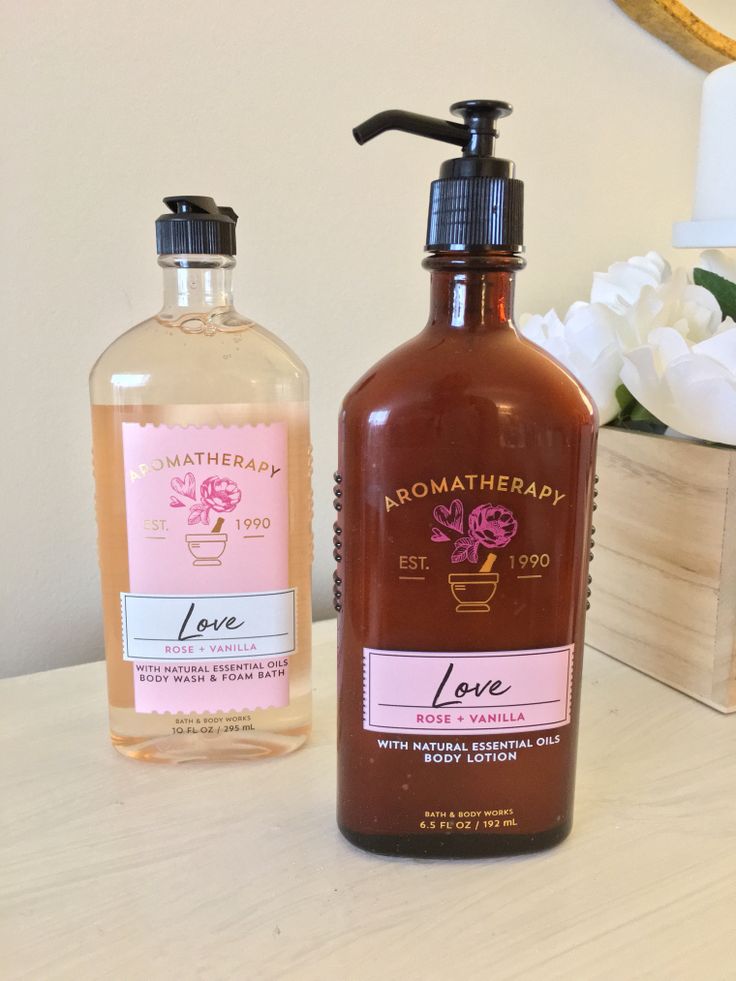 AROMATHERAPY
EST. 1990
Love
ROSE + VANILLA
WITH NATURAL ESSENTIAL OILS
BODY WASH & FOAM BATH
BATH & BODY WORKS
10 FL OZ / 295 mL
AROMATHERAPY
EST. 1990
Love
ROSE + VANILLA
WITH NATURAL ESSENTIAL OILS
BODY LOTION
BATH & BODY WORKS
6.5 FL OZ / 192 mL